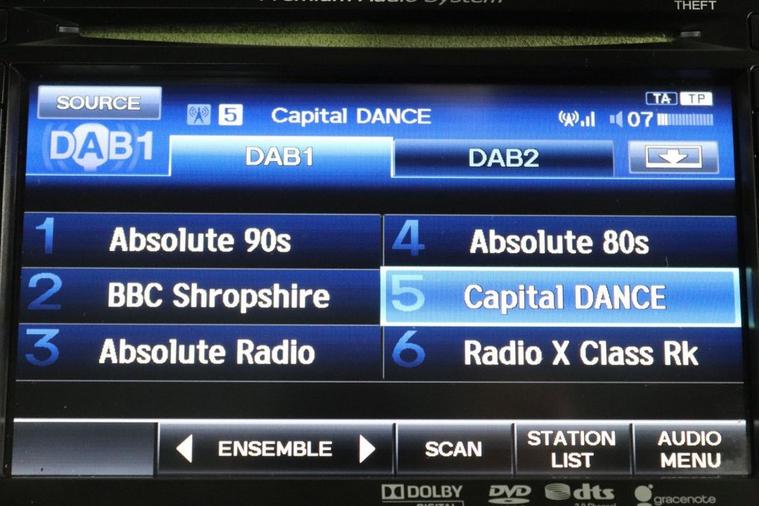 Premium Audio System
THEFT
SOURCE
5 Capital DANCE
TA TP
07
DAB1
DAB1
DAB2
1 Absolute 90s
4 Absolute 80s
2 BBC Shropshire
5 Capital DANCE
3 Absolute Radio
6 Radio X Class Rk
ENSEMBLE
SCAN
STATION
LIST
AUDIO
MENU
DOLBY
DIGITAL
DVD
dts
gracenote